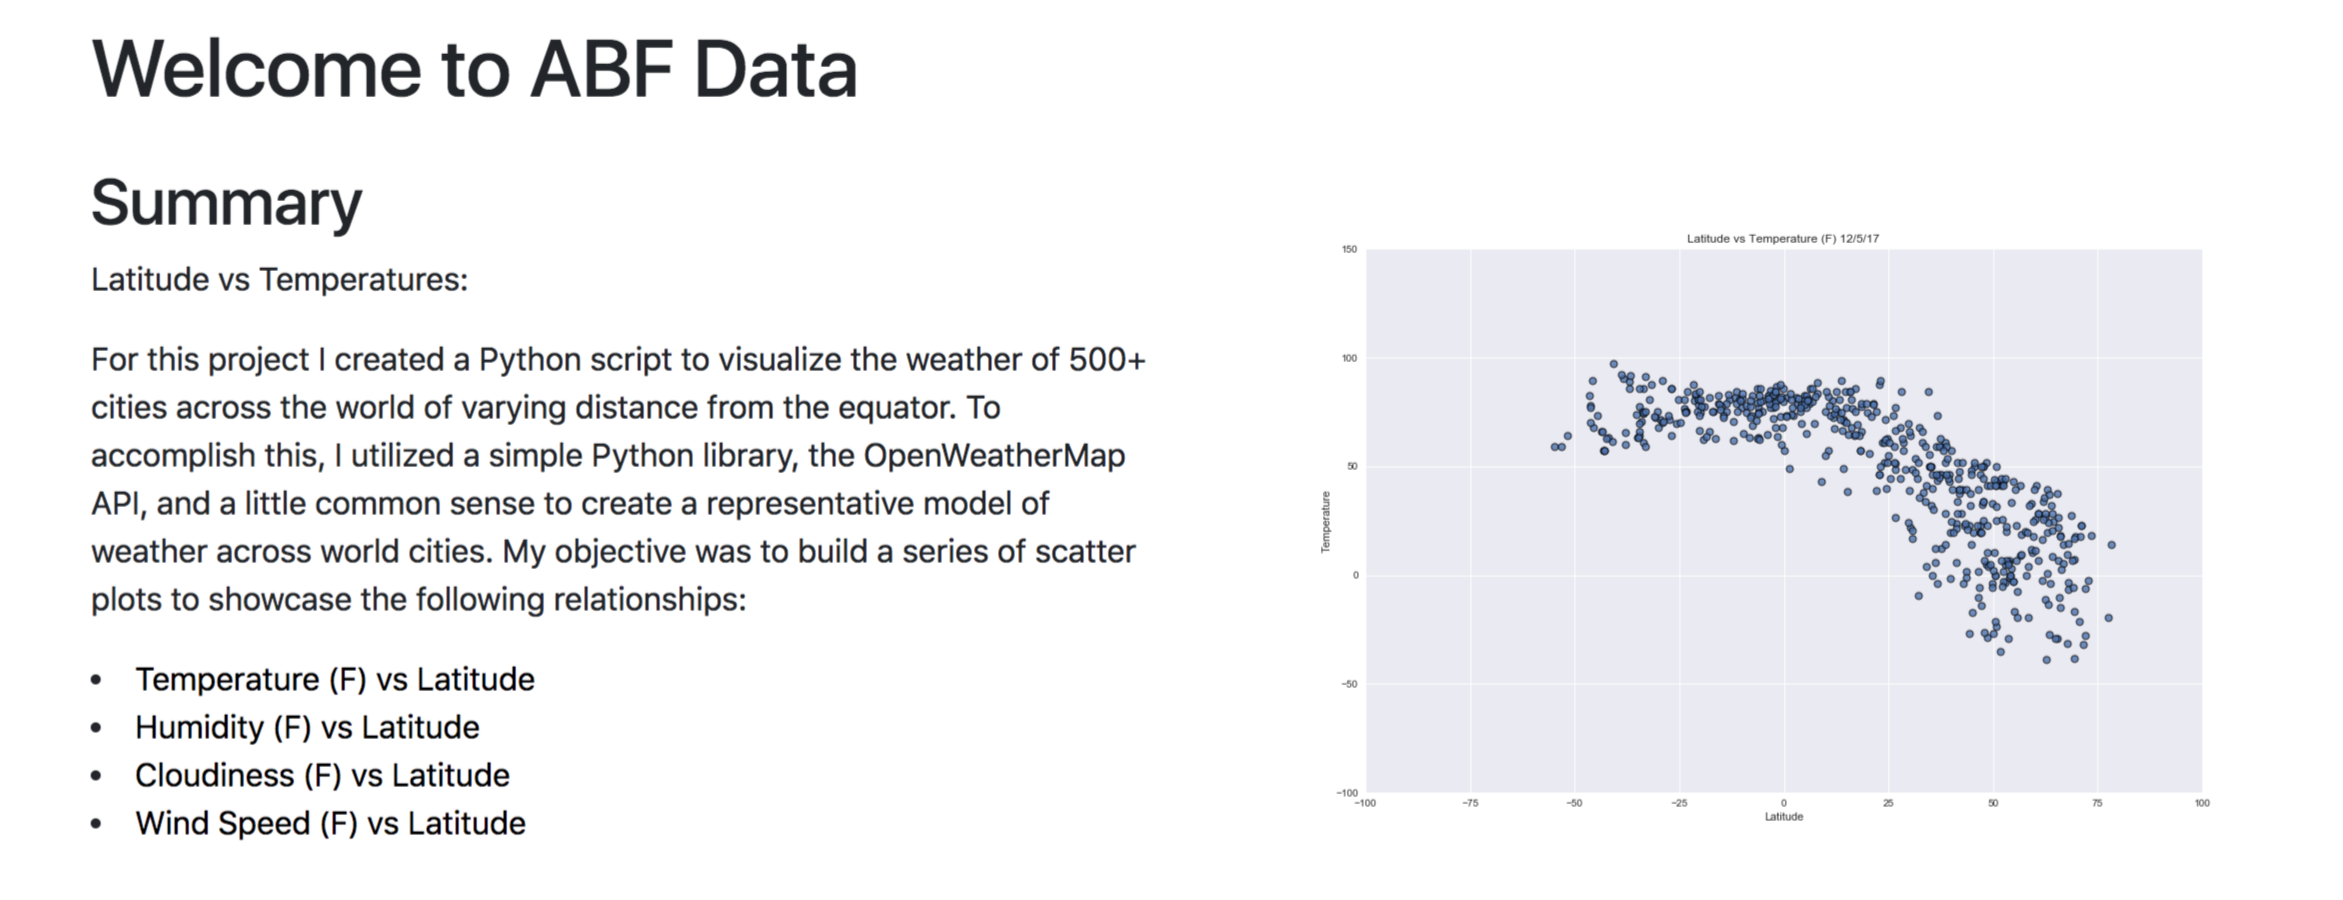 Welcome to ABF Data
Summary
Latitude vs Temperatures:
For this project I created a Python script to visualize the weather of 500+
cities across the world of varying distance from the equator. To
accomplish this, I utilized a simple Python library, the OpenWeatherMap
API, and a little common sense to create a representative model of
weather across world cities. My objective was to build a series of scatter
plots to showcase the following relationships:
• Temperature (F) vs Latitude
• Humidity (F) vs Latitude
• Cloudiness (F) vs Latitude
• Wind Speed (F) vs Latitude
Latitude vs Temperature (F) 12/5/17
150
100
50
0
−50
−100
Temperature
−100 −75 −50 −25 0 25 50 75 100
Latitude